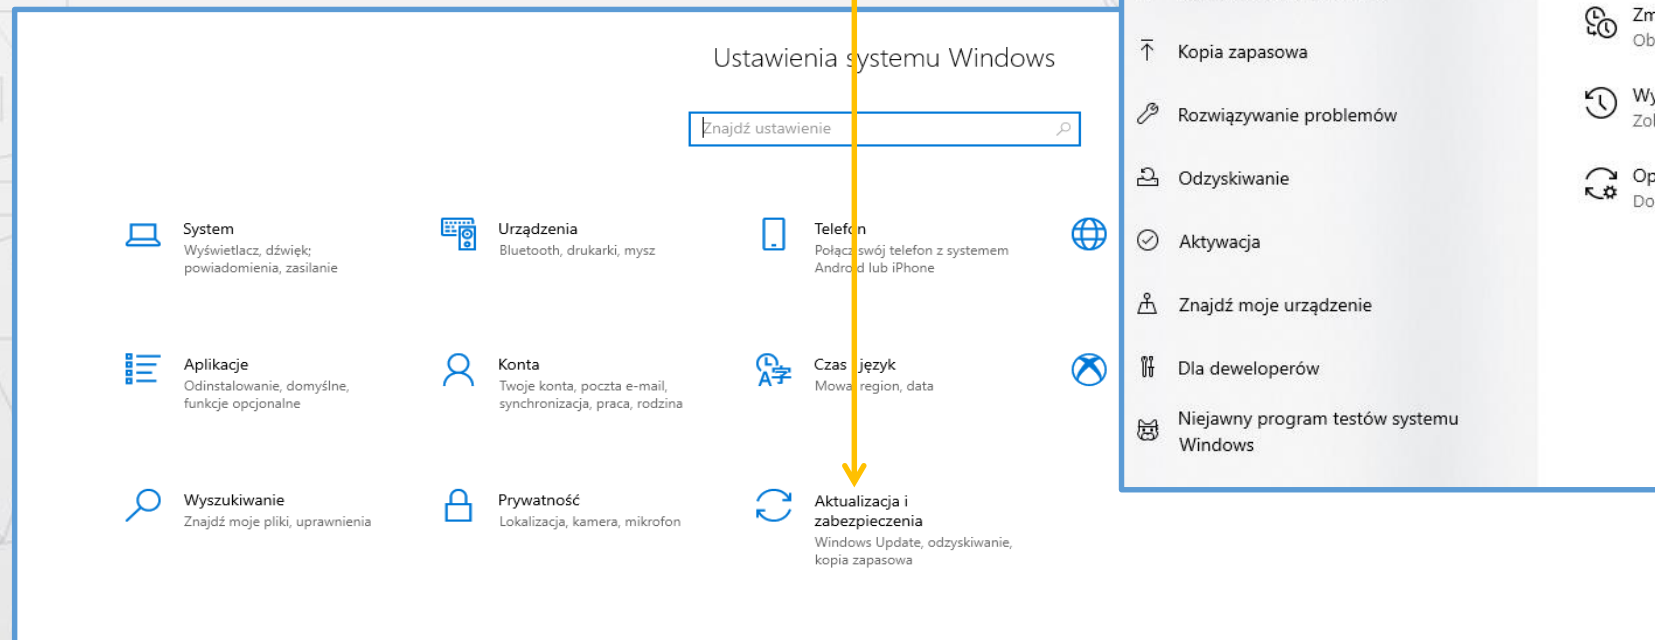 Ustawienia systemu Windows
Znajdź ustawienie
System
Wyświetlacz, dźwięk;
powiadomienia, zasilanie
Urządzenia
Bluetooth, drukarki, mysz
Telefon
Połącz swój telefon z systemem
Android lub iPhone
Aplikacje
Odinstalowanie, domyślne,
funkcje opcjonalne
Konta
Twoje konta, poczta e-mail,
synchronizacja, praca, rodzina
Czas i język
Mowa, region, data
Wyszukiwanie
Znajdź moje pliki, uprawnienia
Prywatność
Lokalizacja, kamera, mikrofon
Aktualizacja i
zabezpieczenia
Windows Update, odzyskiwanie,
kopia zapasowa
Kopia zapasowa
Rozwiązywanie problemów
Odzyskiwanie
Aktywacja
Znajdź moje urządzenie
Dla deweloperów
Niejawny program testów systemu
Windows